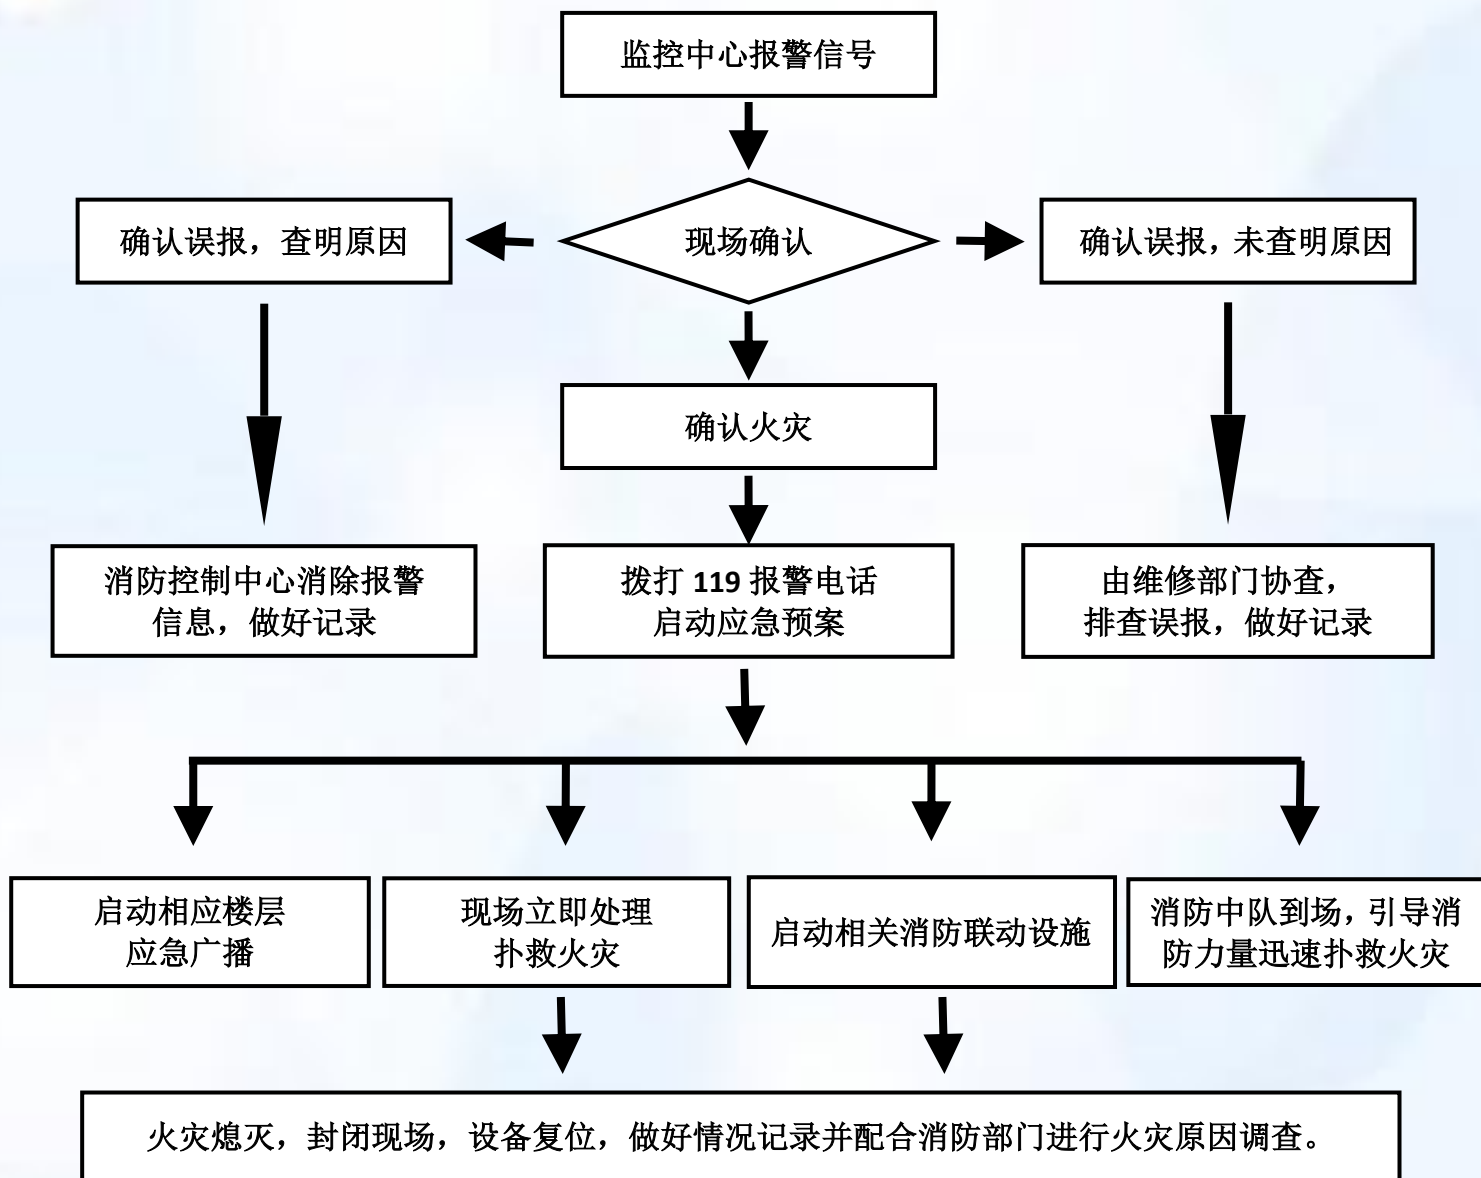 监控中心报警信号
确认误报，查明原因
现场确认
确认误报，未查明原因
确认火灾
消防控制中心消除报警
信息，做好记录
拨打 119 报警电话
启动应急预案
由维修部门协查，
排查误报，做好记录
启动相应楼层
应急广播
现场立即处理
扑救火灾
启动相关消防联动设施
消防中队到场，引导消
防力量迅速扑救火灾
火灾熄灭，封闭现场，设备复位，做好情况记录并配合消防部门进行火灾原因调查。